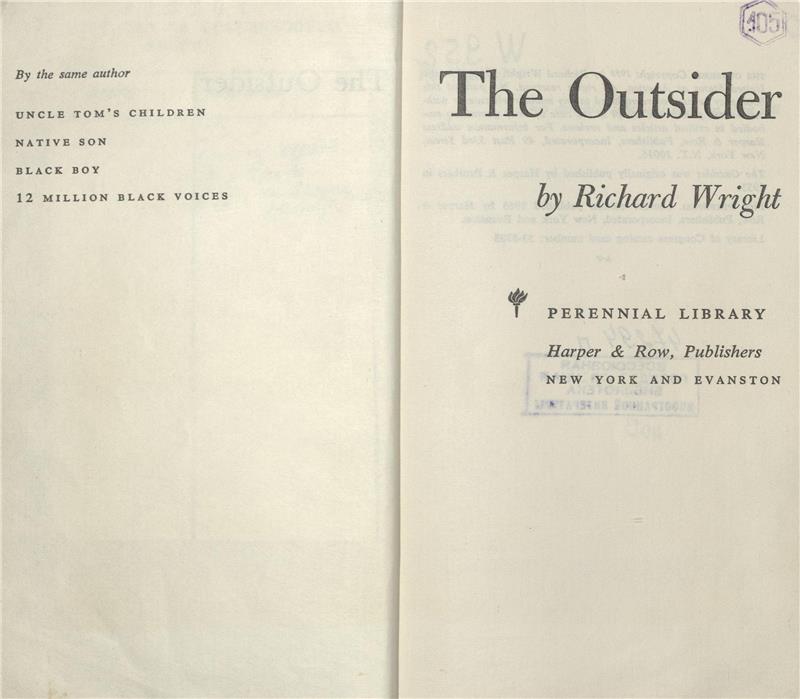 By the same author
UNCLE TOM'S CHILDREN
NATIVE SON
BLACK BOY
12 MILLION BLACK VOICES
105
The Outsider
by Richard Wright
PERENNIAL LIBRARY
Harper & Row, Publishers
NEW YORK AND EVANSTON